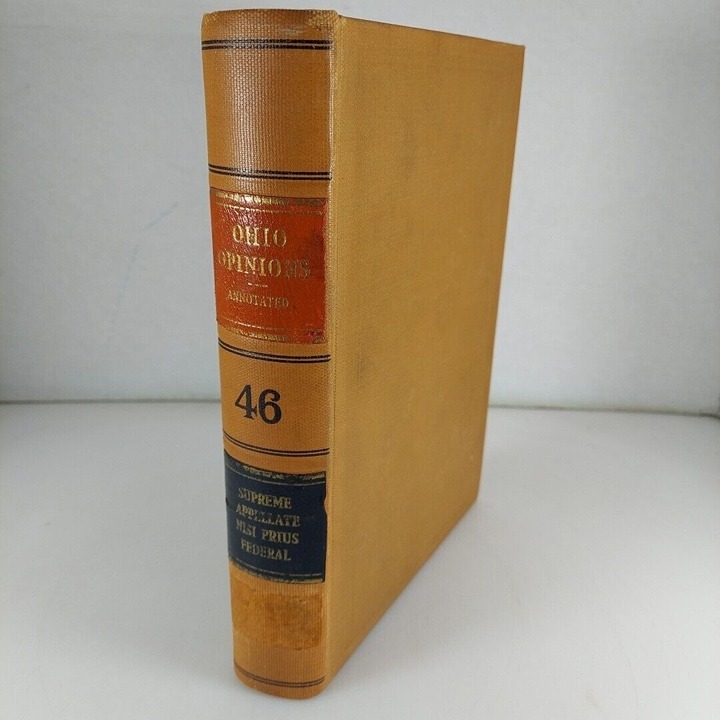 OHIO
OPINIONS
ANNOTATED
46
SUPREME
APPELLATE
NISI PRIUS
FEDERAL